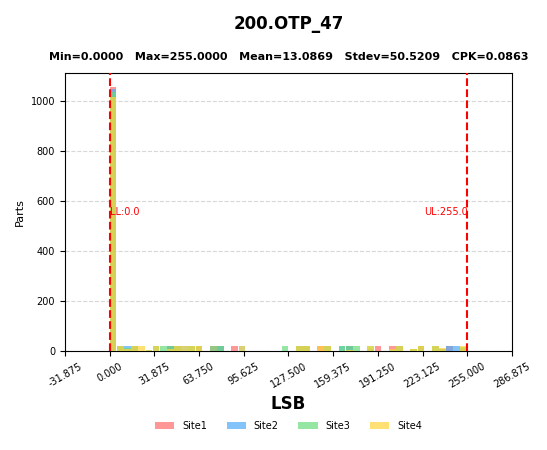 200.OTP_47
Min=0.0000 Max=255.0000 Mean=13.0869 Stdev=50.5209 CPK=0.0863
Parts
1000
800
600
400
200
0
LL:0.0
UL:255.0
-31.875 0.000 31.875 63.750 95.625 127.500 159.375 191.250 223.125 255.000 286.875
LSB
Site1 Site2 Site3 Site4